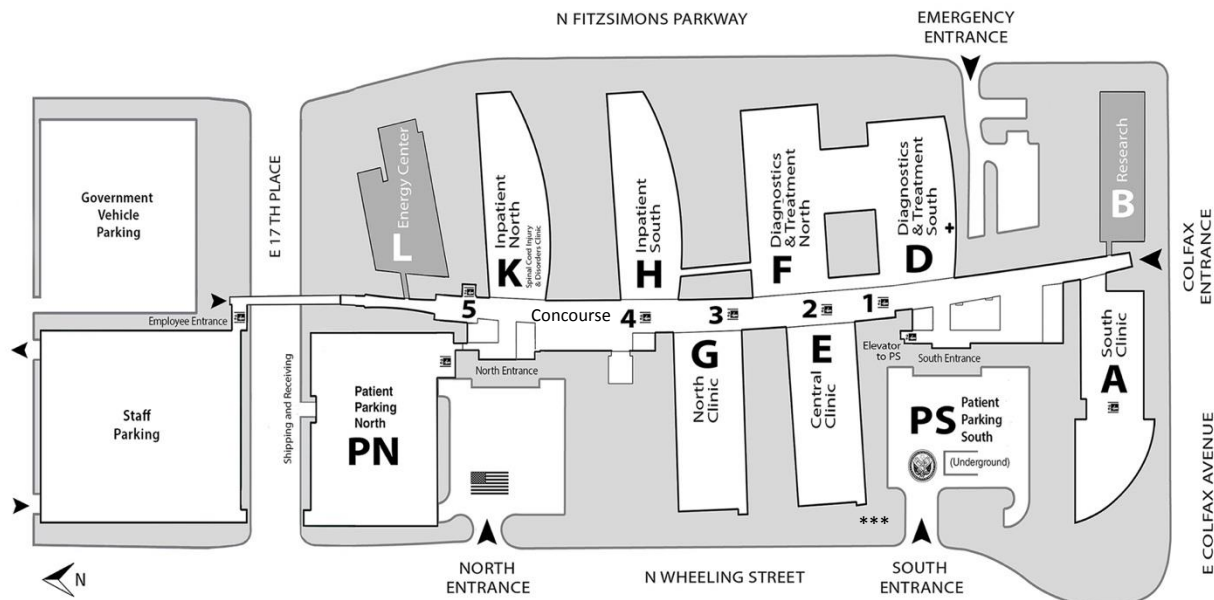 N FITZSIMONS PARKWAY
EMERGENCY
ENTRANCE
Government
Vehicle
Parking
E 17 TH PLACE
Energy Center
L
Inpatient
North
Spinal Cord Injury
& Disorders Clinic
K
Inpatient
South
H
Diagnostics
& Treatment
North
F
Diagnostics
& Treatment
South
D
Research
B
COLFAX
ENTRANCE
Employee Entrance
5
Concourse
4
3
2
1
Elevator
to PS
South Entrance
North Entrance
Staff
Parking
Shipping and Receiving
Patient
Parking
North
PN
G
North
Clinic
E
Central
Clinic
PS
Patient
Parking
South
(Underground)
South
Clinic
A
E COLFAX AVENUE
***
N
NORTH
ENTRANCE
N WHEELING STREET
SOUTH
ENTRANCE